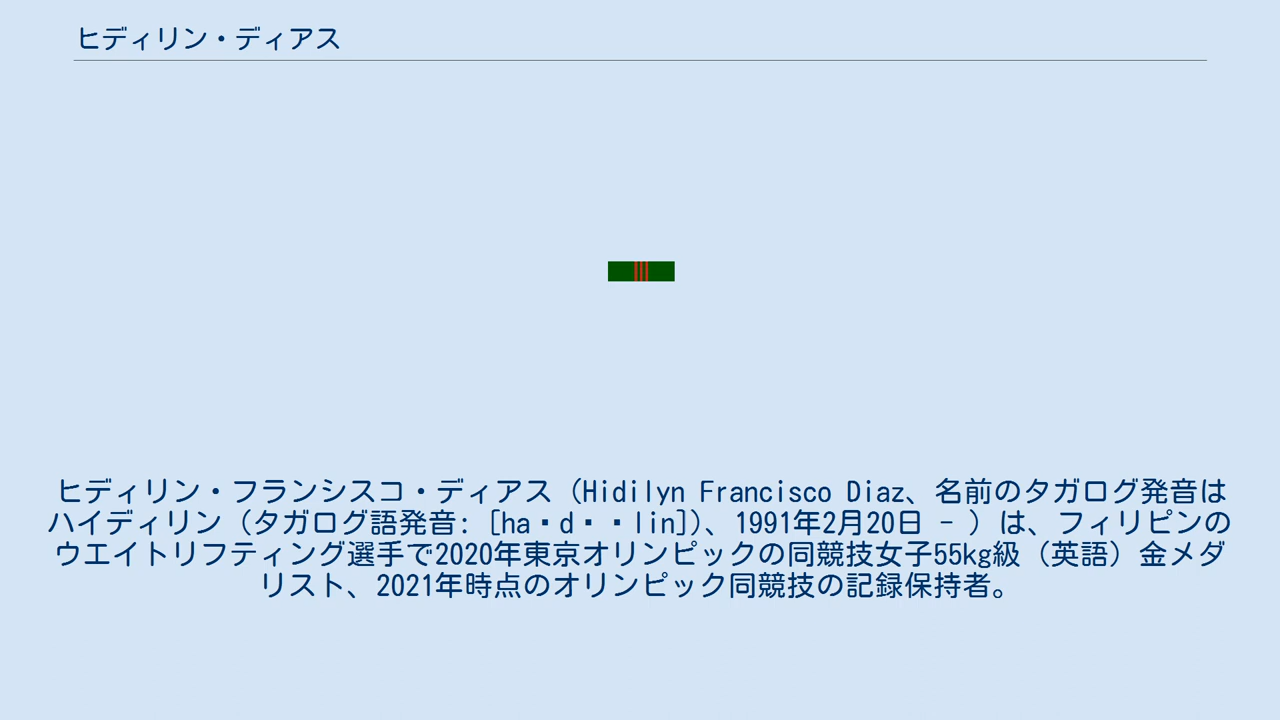 ヒディリン・ディアス
ヒディリン・フランシスコ・ディアス（Hidilyn Francisco Diaz、名前のタガログ発音は
ハイディリン（タガログ語発音: [ha▪d▪▪lin]）、1991年2月20日 - ）は、フィリピンの
ウエイトリフティング選手で2020年東京オリンピックの同競技女子55kg級（英語）金メダ
リスト、2021年時点のオリンピック同競技の記録保持者。